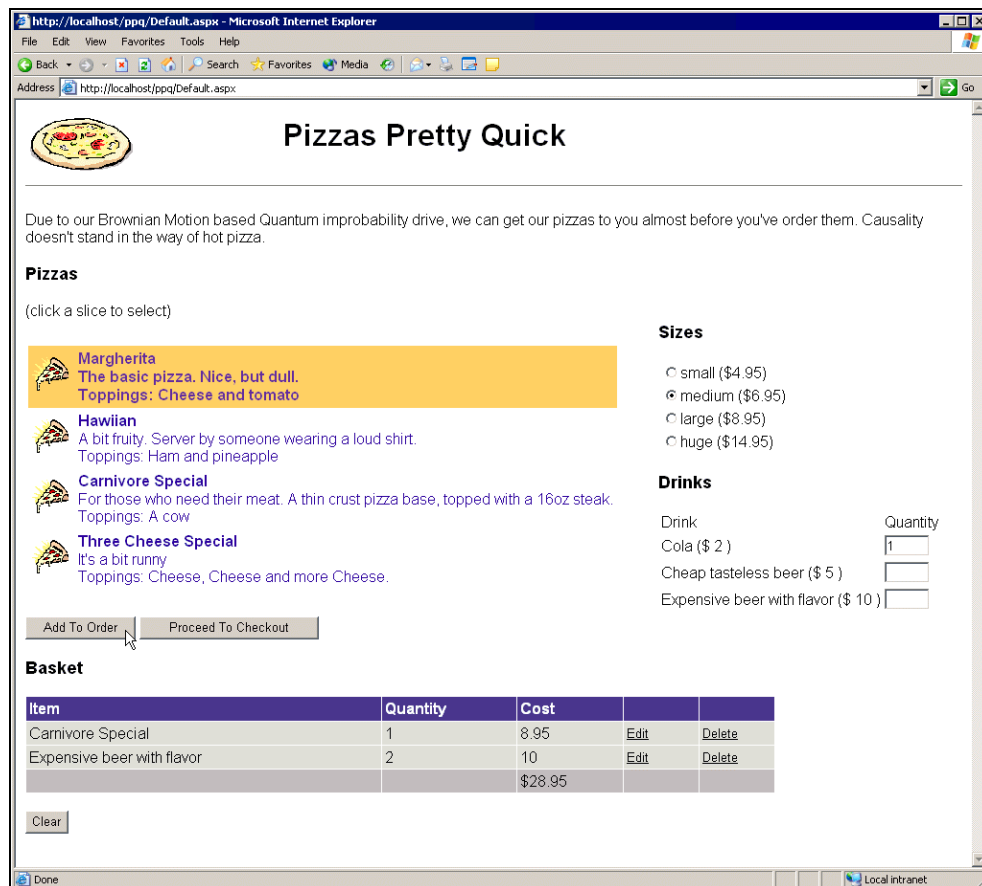 http://localhost/ppq/Default.aspx - Microsoft Internet Explorer
File Edit View Favorites Tools Help
Back Search Favorites Media
Address http://localhost/ppq/Default.aspx Go
Pizzas Pretty Quick
Due to our Brownian Motion based Quantum improbability drive, we can get our pizzas to you almost before you've order them. Causality
doesn't stand in the way of hot pizza.
Pizzas
(click a slice to select)
Margherita
The basic pizza. Nice, but dull.
Toppings: Cheese and tomato
Hawiian
A bit fruity. Server by someone wearing a loud shirt.
Toppings: Ham and pineapple
Carnivore Special
For those who need their meat. A thin crust pizza base, topped with a 16oz steak.
Toppings: A cow
Three Cheese Special
It's a bit runny
Toppings: Cheese, Cheese and more Cheese.
Sizes
small ($4.95)
medium ($6.95)
large ($8.95)
huge ($14.95)
Drinks
Drink Quantity
Cola ($ 2 ) 1
Cheap tasteless beer ($ 5 )
Expensive beer with flavor ($ 10 )
Add To Order Proceed To Checkout
Basket
Item Quantity Cost
Carnivore Special 1 8.95 Edit Delete
Expensive beer with flavor 2 10 Edit Delete
$28.95
Clear
Done Local intranet